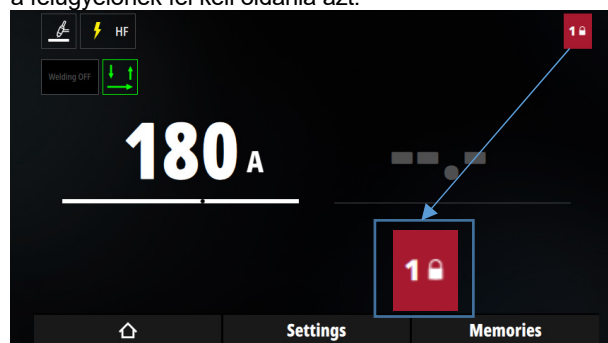 a felügyelőnek fel kell oldania azt.
HF
1
Welding OFF
180 A
--.-
1
Settings
Memories